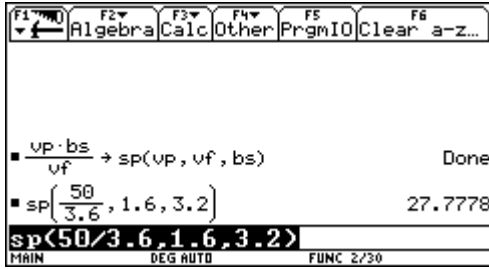 F1 F2 F3 F4 F5 F6
Algebra Calc Other PrgmIO Clear a-z…
▪ vp·bs/vf → sp(vp, vf, bs) Done
▪ sp(50/3.6, 1.6, 3.2) 27.7778
sp(50/3.6,1.6,3.2)
MAIN DEG AUTO FUNC 2/30